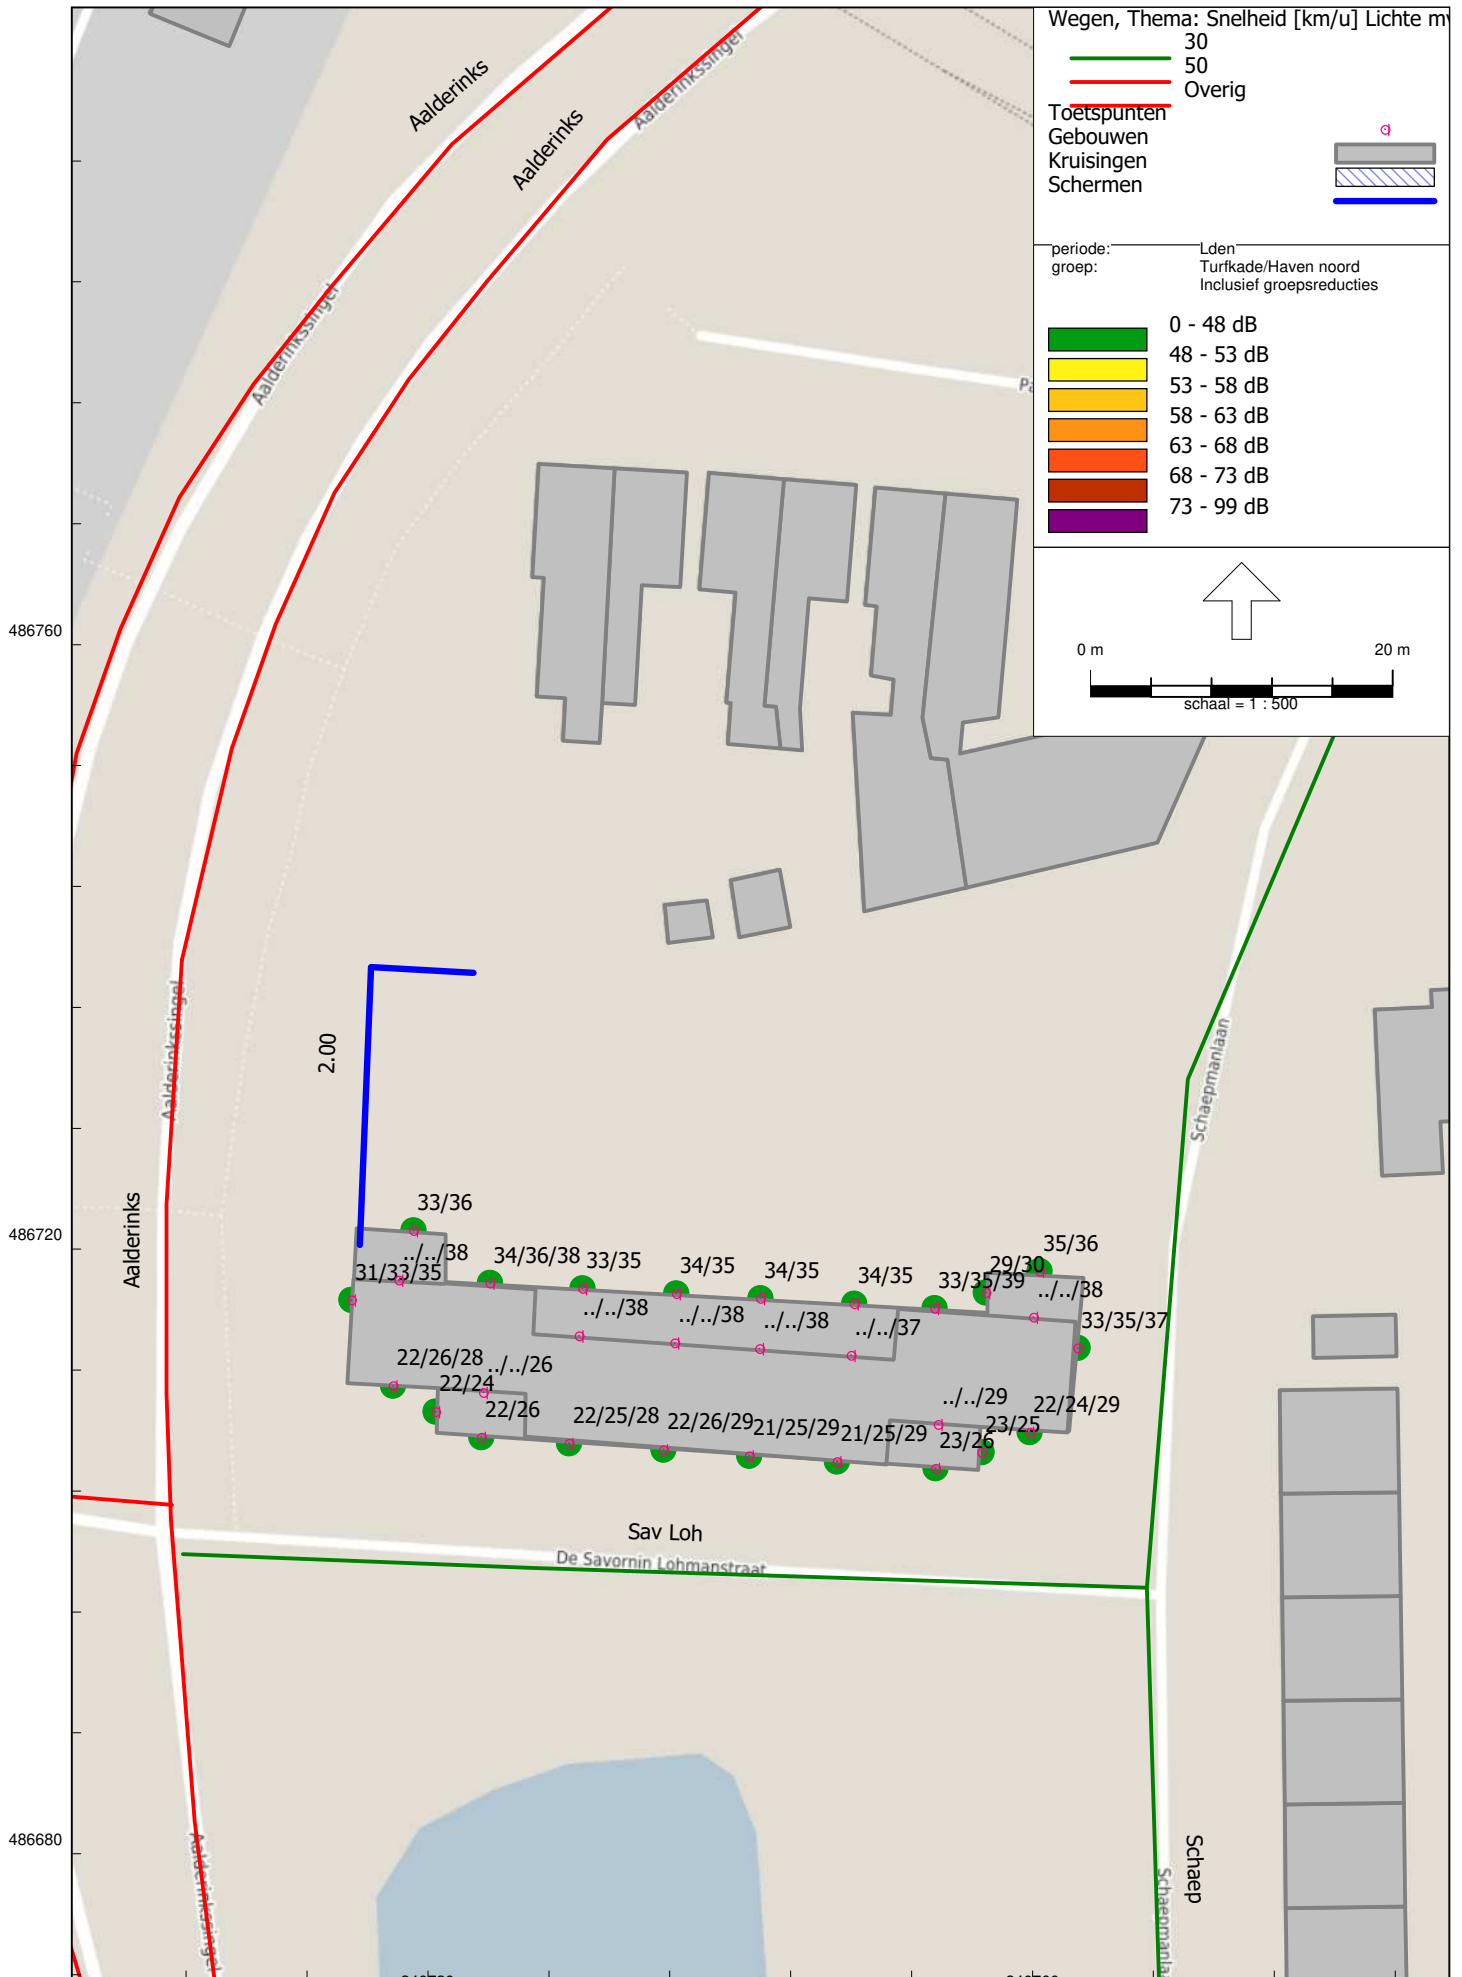 Wegen, Thema: Snelheid [km/u] Lichte
30
50
Overig
Toetspunten
Gebouwen
Kruisingen
Schermen
periode: Lden
groep: Turfkade/Haven noord
Inclusief groepsreducties
0 - 48 dB
48 - 53 dB
53 - 58 dB
58 - 63 dB
63 - 68 dB
68 - 73 dB
73 - 99 dB
0 m 20 m
schaal = 1 : 500
Aalderinks
Aalderinkssingel
Aalderinks
Aalderinkssingel
486760
2.00
Aalderinkssingel
Schaepmanlaan
Aalderinks
486720
33/36
35/36
../../38
34/36/38
33/35
34/35
34/35
34/35
33/35/39
29/30
31/33/35
../../38
../../38
../../38
../../38
../../37
33/35/37
22/26/28
../../26
22/24
22/26
22/25/28
22/26/29
21/25/29
21/25/29
../../29
22/24/29
23/25
23/26
Sav Loh
De Savornin Lohmanstraat
486680
Aalderinkssingel
Schaep